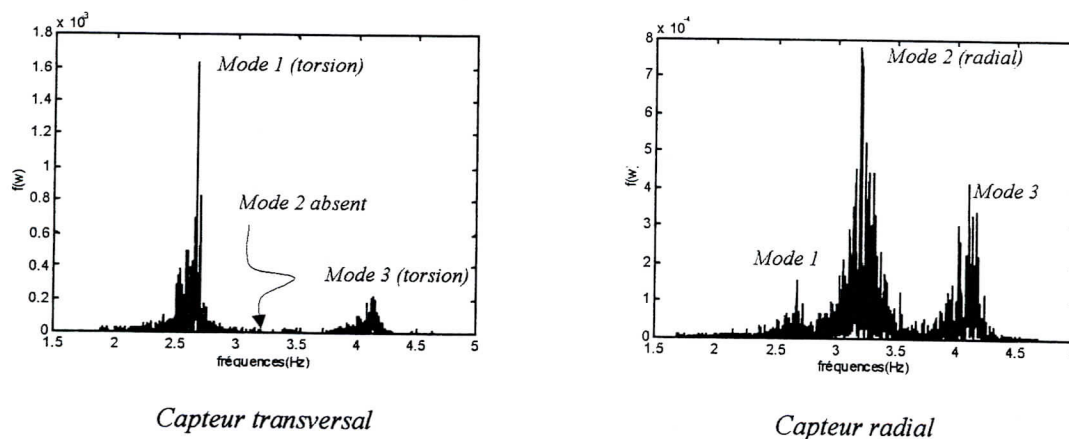 x 10³
1.8
1.6
1.4
1.2
1
0.8
0.6
0.4
0.2
0
f(w)
1.5
2
2.5
3
3.5
4
4.5
5
fréquences(Hz)
Mode 1 (torsion)
Mode 2 absent
Mode 3 (torsion)
Capteur transversal
x 10⁻⁴
8
7
6
5
4
3
2
1
0
f(w)
1.5
2
2.5
3
3.5
4
4.5
fréquences(Hz)
Mode 2 (radial)
Mode 1
Mode 3
Capteur radial